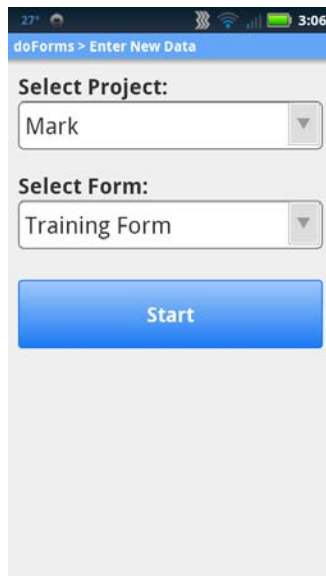 27° 3:06
doForms > Enter New Data
Select Project:
Mark
Select Form:
Training Form
Start